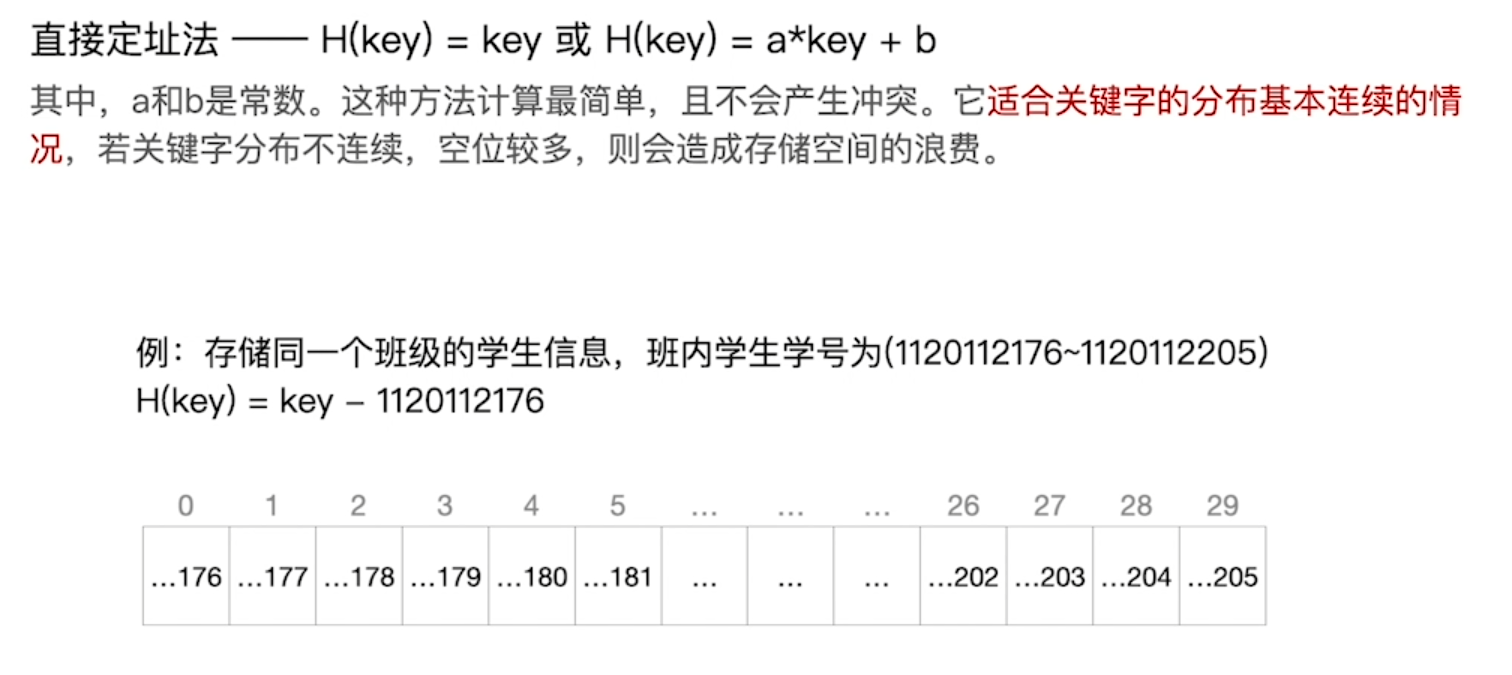 直接定址法 —— H(key) = key 或 H(key) = a*key + b
其中，a和b是常数。这种方法计算最简单，且不会产生冲突。它适合关键字的分布基本连续的情
况，若关键字分布不连续，空位较多，则会造成存储空间的浪费。
例：存储同一个班级的学生信息，班内学生学号为(1120112176~1120112205)
H(key) = key – 1120112176
0 1 2 3 4 5 ... ... ... 26 27 28 29
...176 ...177 ...178 ...179 ...180 ...181 ... ... ... ...202 ...203 ...204 ...205